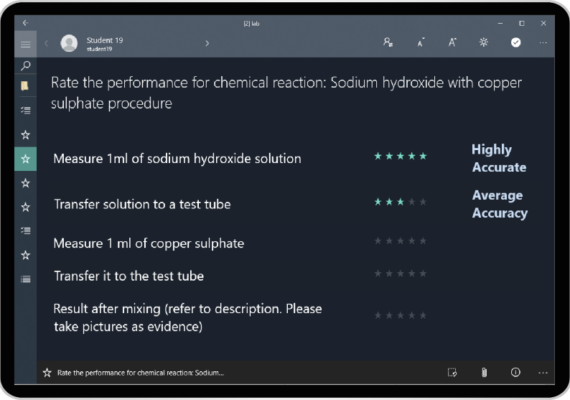 [2] lab
Student 19
student19
Rate the performance for chemical reaction: Sodium hydroxide with copper
sulphate procedure
Measure 1ml of sodium hydroxide solution
Highly
Accurate
Transfer solution to a test tube
Average
Accuracy
Measure 1 ml of copper sulphate
Transfer it to the test tube
Result after mixing (refer to description. Please
take pictures as evidence)
Rate the performance for chemical reaction: Sodium...